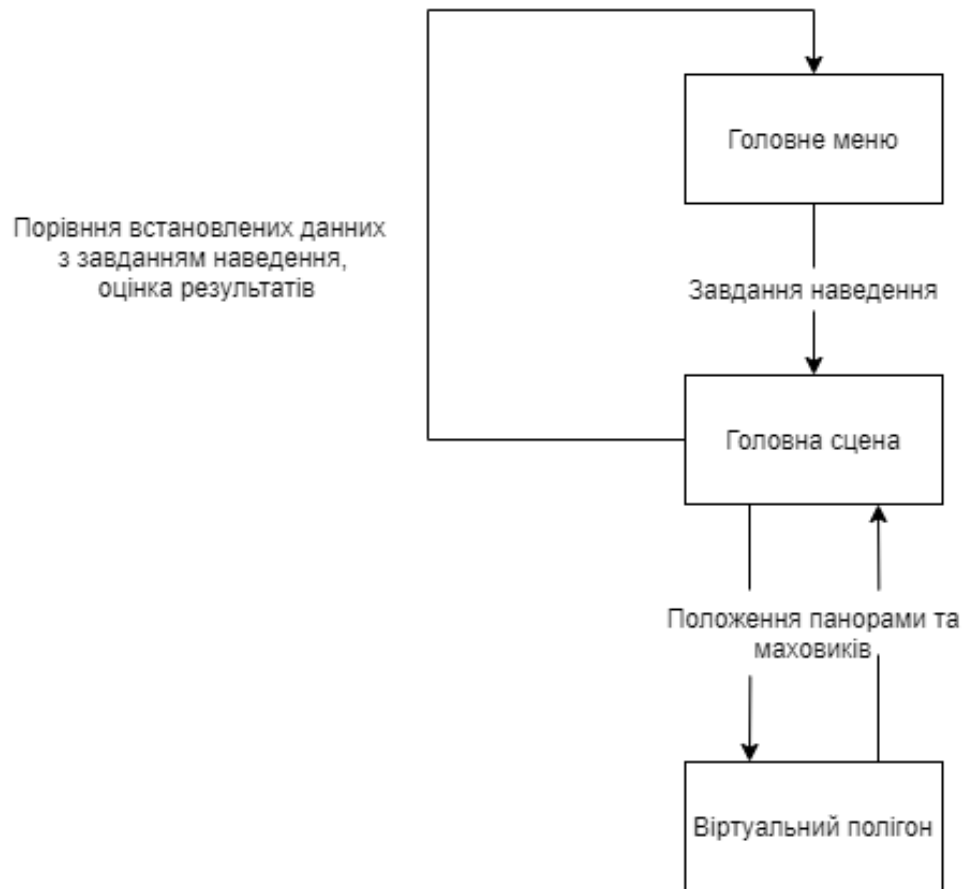 Головне меню
Порівння встановлених данних
з завданням наведення,
оцінка результатів
Завдання наведення
Головна сцена
Положення панорами та
маховиків
Віртуальний полігон